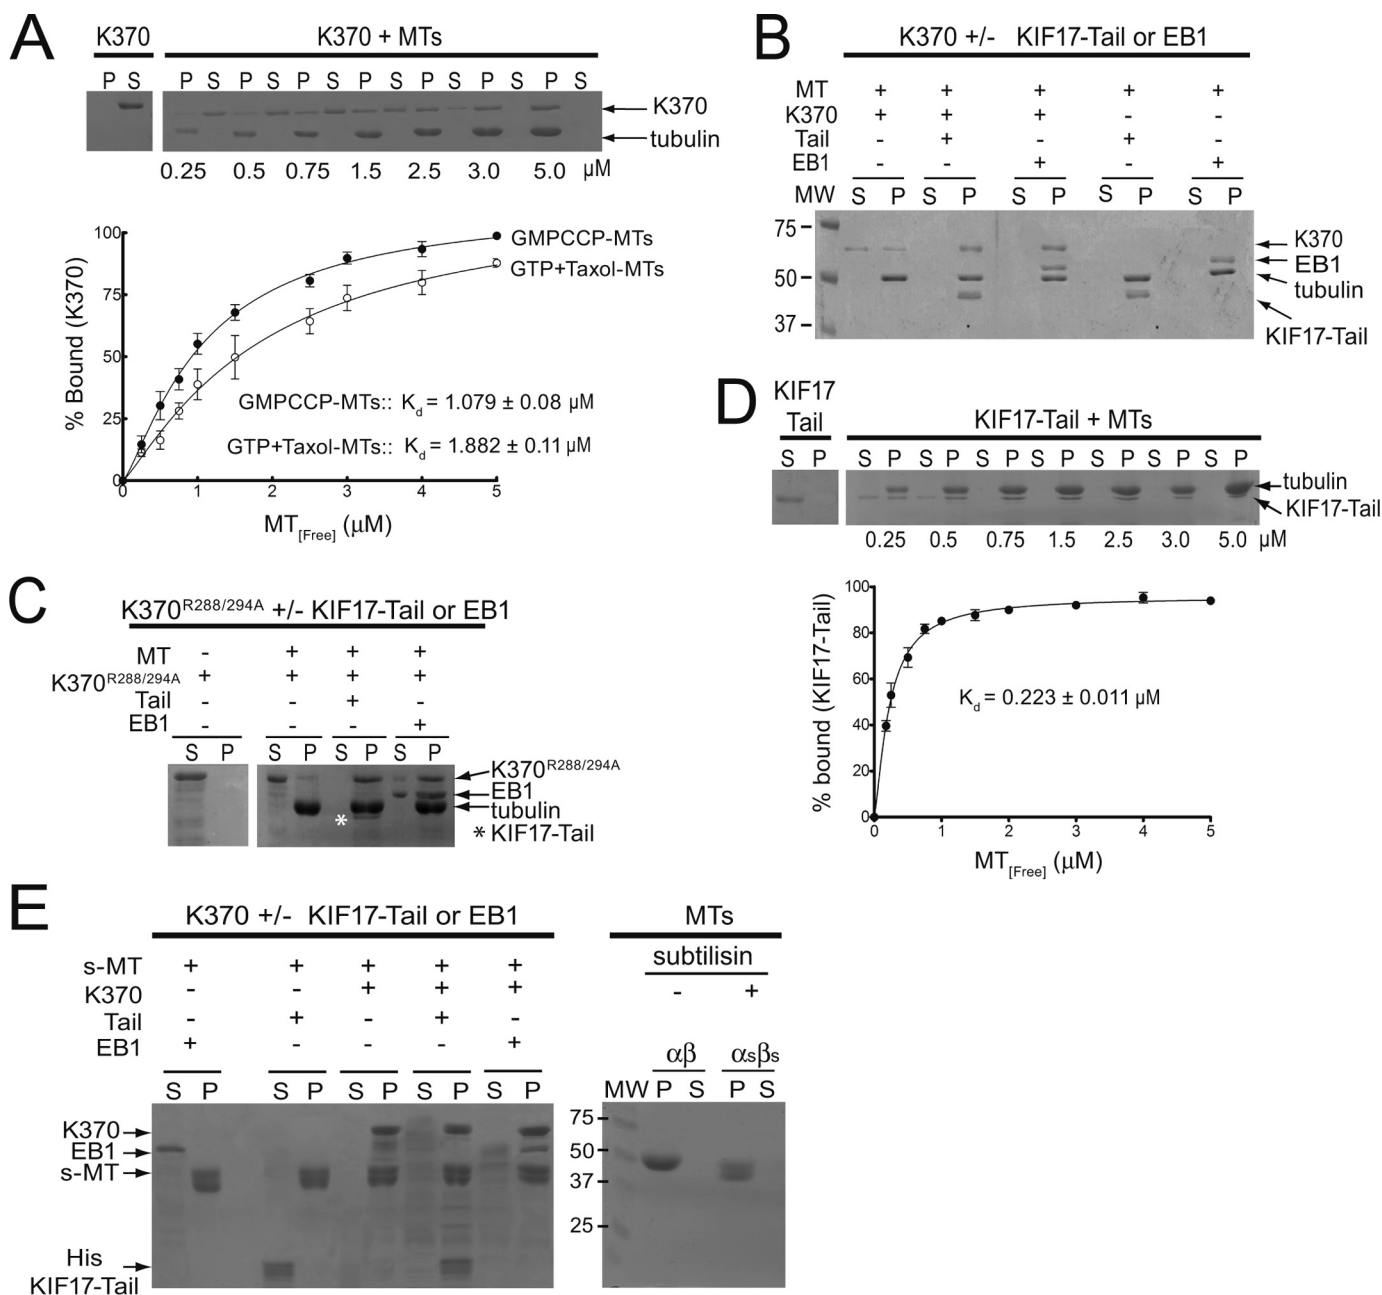 A
K370
K370 + MTs
P S
P S P S P S P S P S P S P S
K370
tubulin
0.25 0.5 0.75 1.5 2.5 3.0 5.0 µM
100
75
50
25
0
% Bound (K370)
GMPCCP-MTs
GTP+Taxol-MTs
GMPCCP-MTs:: Kd = 1.079 ± 0.08 µM
GTP+Taxol-MTs:: Kd = 1.882 ± 0.11 µM
0 1 2 3 4 5
MT[Free] (µM)
B
K370 +/- KIF17-Tail or EB1
MT + + + + +
K370 + + + - -
Tail - + - + -
EB1 - - + - +
MW S P S P S P S P S P
75
50
37
K370
EB1
tubulin
KIF17-Tail
C
K370R288/294A +/- KIF17-Tail or EB1
MT - + + +
K370R288/294A + + + +
Tail - - + -
EB1 - - - +
S P S P S P S P
K370R288/294A
EB1
tubulin
* KIF17-Tail
*
D
KIF17
Tail
KIF17-Tail + MTs
S P
S P S P S P S P S P S P S P
tubulin
KIF17-Tail
0.25 0.5 0.75 1.5 2.5 3.0 5.0 µM
100
80
60
40
20
0
% bound (KIF17-Tail)
Kd = 0.223 ± 0.011 µM
0 1 2 3 4 5
MT[Free] (µM)
E
K370 +/- KIF17-Tail or EB1
s-MT + + + + +
K370 - - + + +
Tail - + - + -
EB1 + - - - +
S P S P S P S P S P
K370
EB1
s-MT
His
KIF17-Tail
MTs
subtilisin
- +
αβ αsβs
MW P S P S
75
50
37
25